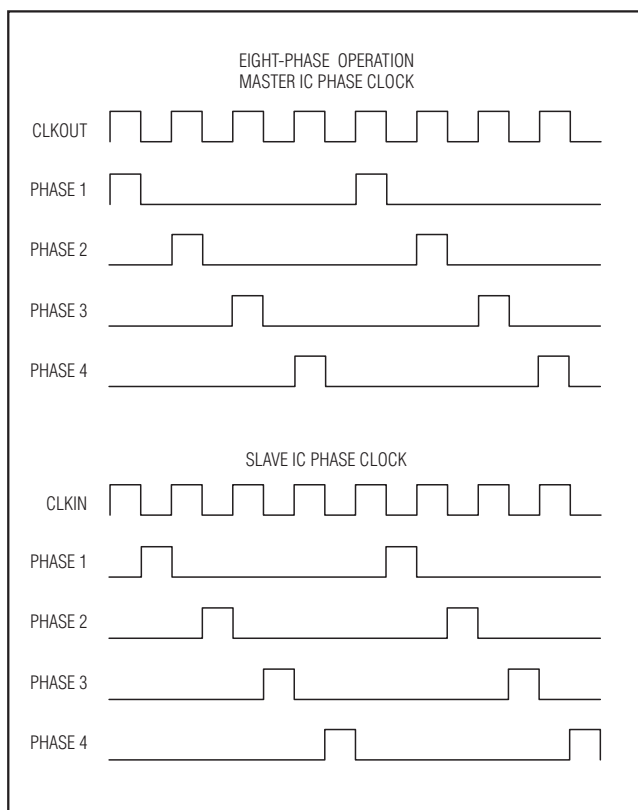 EIGHT-PHASE OPERATION
MASTER IC PHASE CLOCK
CLKOUT
PHASE 1
PHASE 2
PHASE 3
PHASE 4
SLAVE IC PHASE CLOCK
CLKIN
PHASE 1
PHASE 2
PHASE 3
PHASE 4